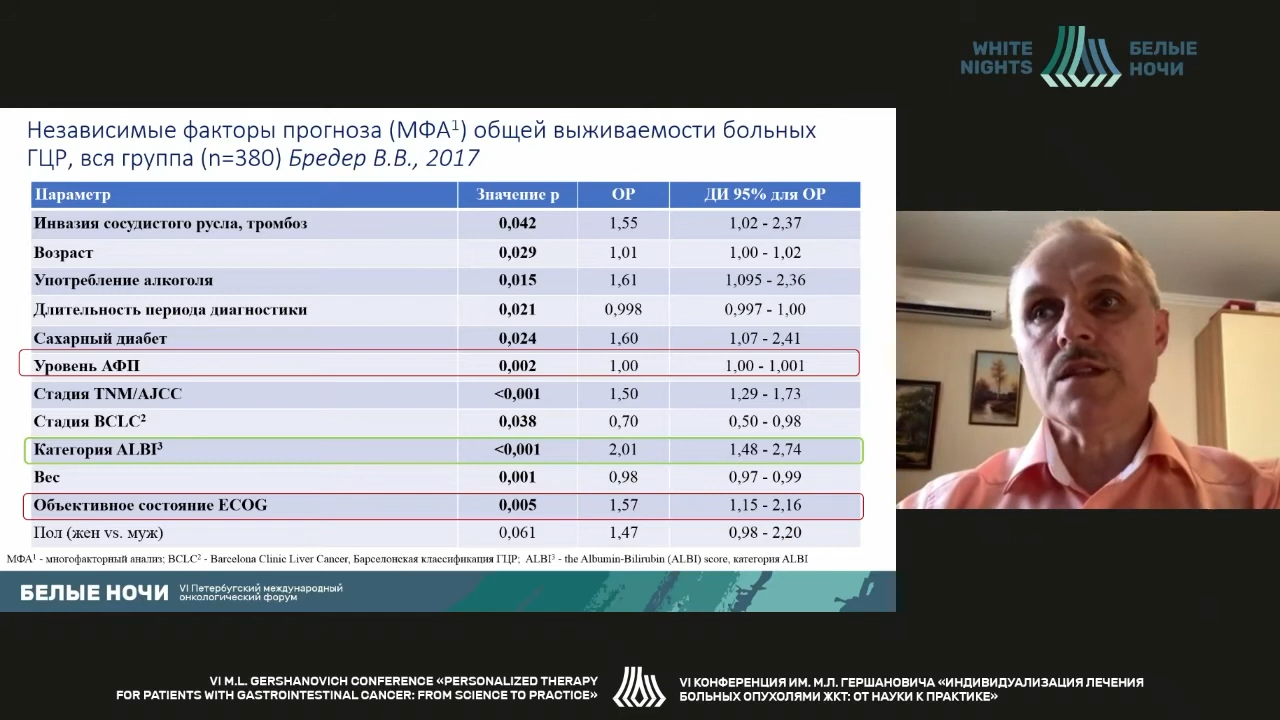 WHITE
NIGHTS
БЕЛЫЕ
НОЧИ
Независимые факторы прогноза (МФА¹) общей выживаемости больных
ГЦР, вся группа (n=380) Бредер В.В., 2017
Параметр Значение p ОР ДИ 95% для ОР
Инвазия сосудистого русла, тромбоз 0,042 1,55 1,02 - 2,37
Возраст 0,029 1,01 1,00 - 1,02
Употребление алкоголя 0,015 1,61 1,095 - 2,36
Длительность периода диагностики 0,021 0,998 0,997 - 1,00
Сахарный диабет 0,024 1,60 1,07 - 2,41
Уровень АФП 0,002 1,00 1,00 - 1,001
Стадия TNM/AJCC <0,001 1,50 1,29 - 1,73
Стадия BCLC² 0,038 0,70 0,50 - 0,98
Категория ALBI³ <0,001 2,01 1,48 - 2,74
Вес 0,001 0,98 0,97 - 0,99
Объективное состояние ECOG 0,005 1,57 1,15 - 2,16
Пол (жен vs. муж) 0,061 1,47 0,98 - 2,20
МФА¹ - многофакторный анализ; BCLC² - Barcelona Clinic Liver Cancer, Барселонская классификация ГЦР; ALBI³ - the Albumin-Bilirubin (ALBI) score, категория ALBI
БЕЛЫЕ НОЧИ
VI Петербугский международный
онкологический форум
VI M.L. GERSHANOVICH CONFERENCE «PERSONALIZED THERAPY
FOR PATIENTS WITH GASTROINTESTINAL CANCER: FROM SCIENCE TO PRACTICE»
VI КОНФЕРЕНЦИЯ ИМ. М.Л. ГЕРШАНОВИЧА «ИНДИВИДУАЛИЗАЦИЯ ЛЕЧЕНИЯ
БОЛЬНЫХ ОПУХОЛЯМИ ЖКТ: ОТ НАУКИ К ПРАКТИКЕ»